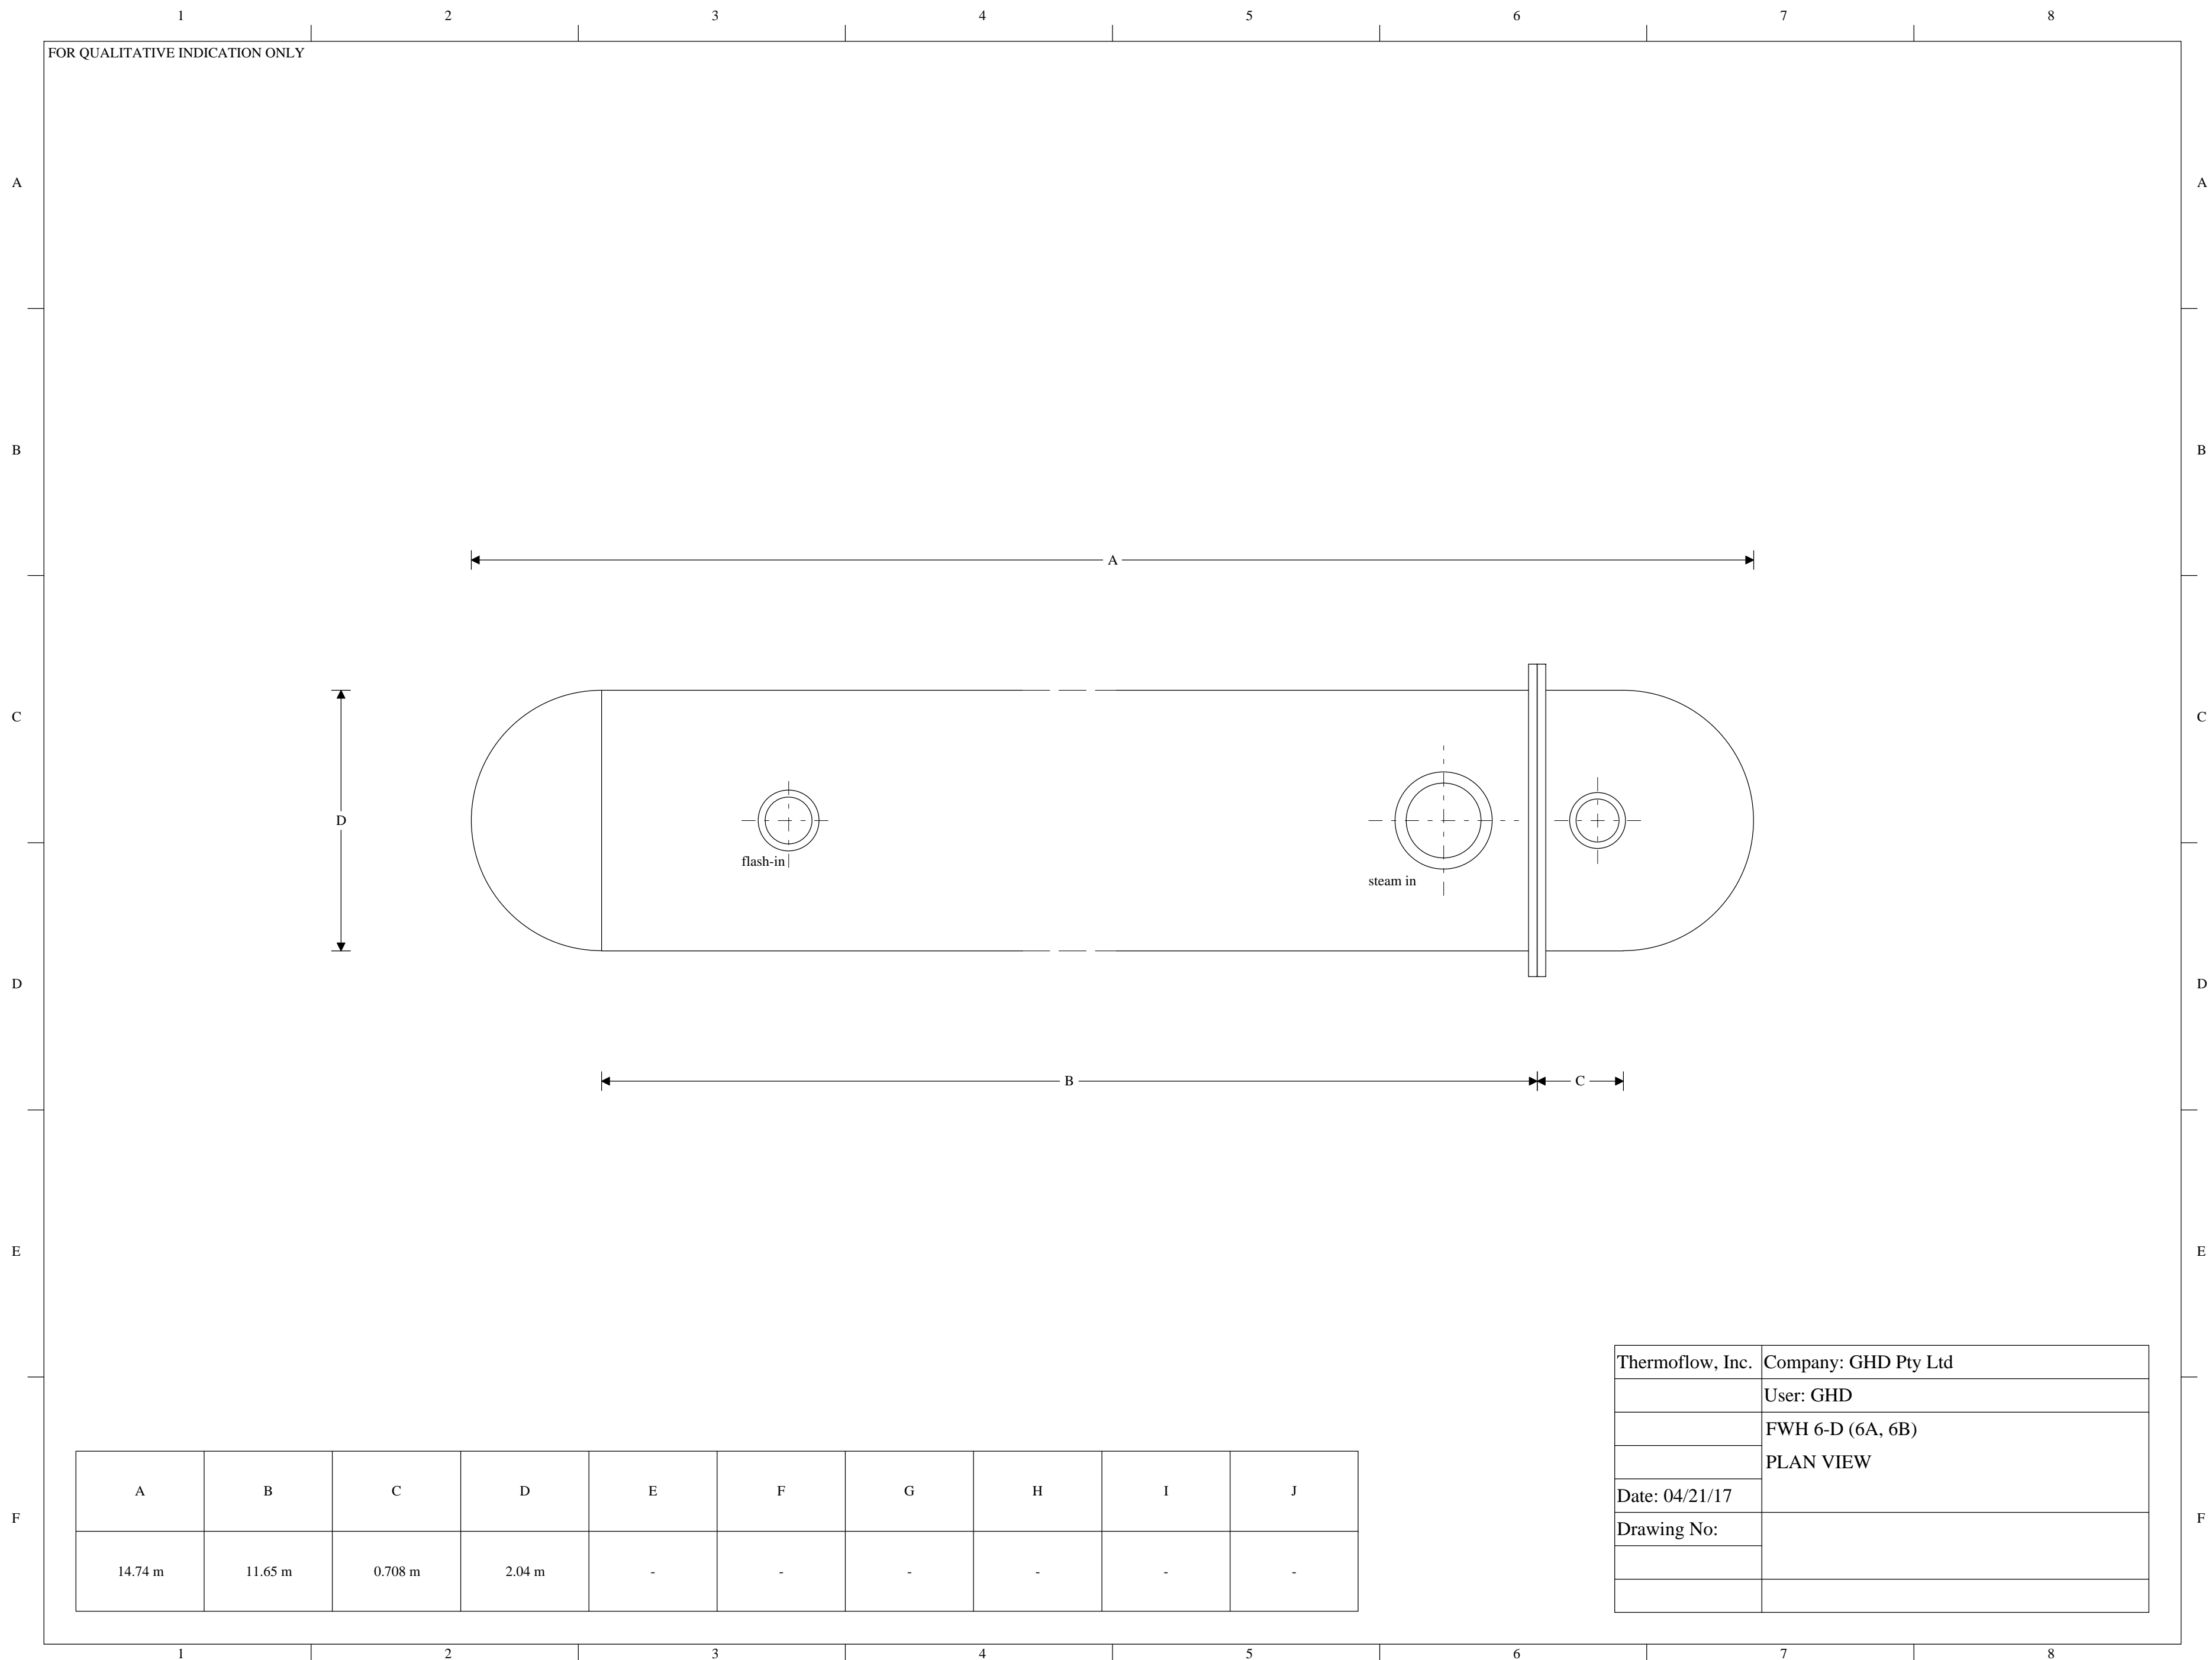 1 2 3 4 5 6 7 8
FOR QUALITATIVE INDICATION ONLY
A A
B B
A
C C
D
flash-in
steam in
D D
B C
E E
Thermoflow, Inc. Company: GHD Pty Ltd
User: GHD
FWH 6-D (6A, 6B)
PLAN VIEW
Date: 04/21/17
Drawing No:
A B C D E F G H I J
F F
14.74 m 11.65 m 0.708 m 2.04 m - - - - - -
1 2 3 4 5 6 7 8